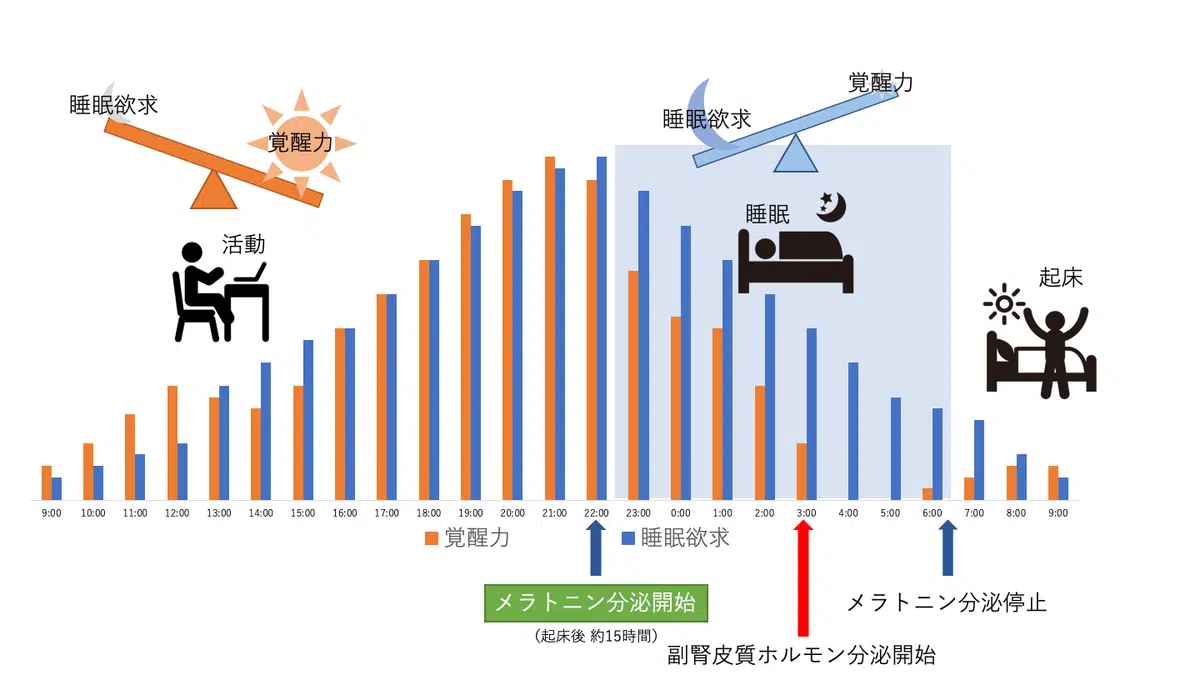 睡眠欲求
覚醒力
活動
睡眠欲求
覚醒力
睡眠
起床
9:00 10:00 11:00 12:00 13:00 14:00 15:00 16:00 17:00 18:00 19:00 20:00 21:00 22:00 23:00 0:00 1:00 2:00 3:00 4:00 5:00 6:00 7:00 8:00 9:00
覚醒力 睡眠欲求
メラトニン分泌開始
(起床後 約15時間)
メラトニン分泌停止
副腎皮質ホルモン分泌開始